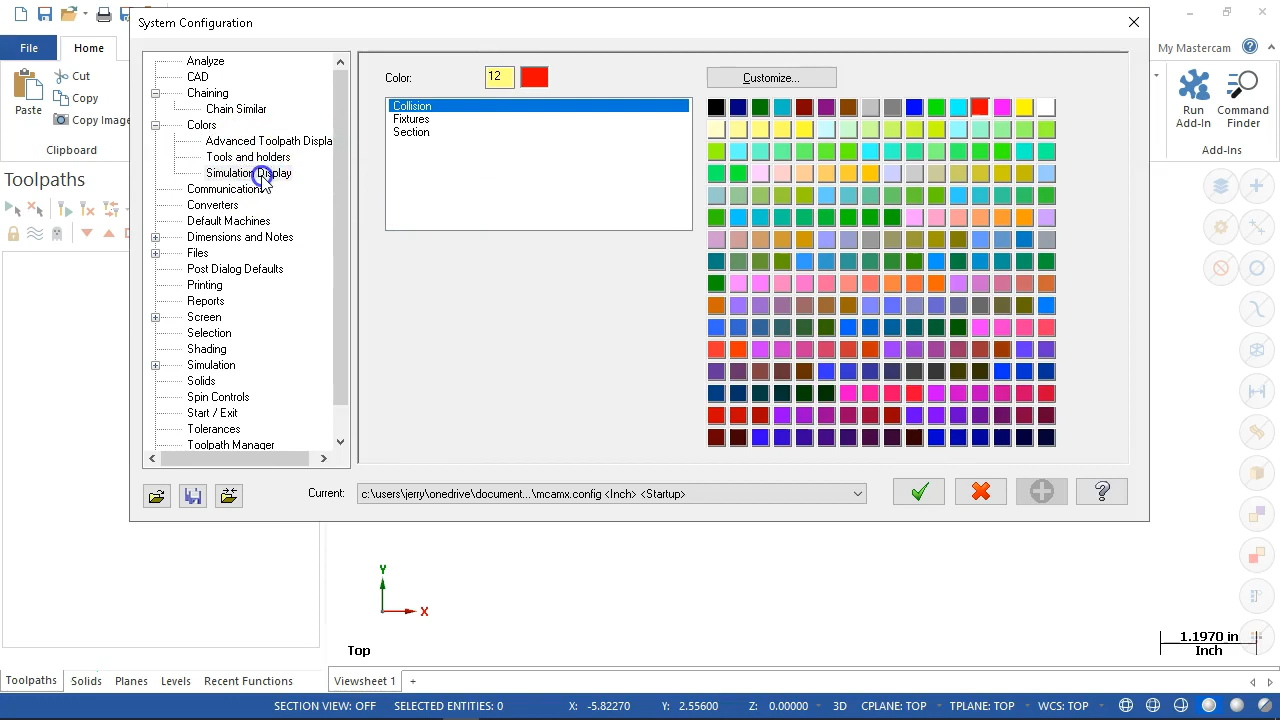 System Configuration
File
Home
My Mastercam
Paste
Cut
Copy
Copy Image
Clipboard
Run
Add-In
Command
Finder
Add-Ins
Toolpaths
Analyze
CAD
Chaining
Chain Similar
Colors
Advanced Toolpath Displa
Tools and holders
Simulation Display
Communications
Converters
Default Machines
Dimensions and Notes
Files
Post Dialog Defaults
Printing
Reports
Screen
Selection
Shading
Simulation
Solids
Spin Controls
Start / Exit
Tolerances
Toolpath Manager
Color:
12
Customize...
Collision
Fixtures
Section
Current:
c:\users\jerry\onedrive\document...\mcamx.config <Inch> <Startup>
Y
X
Top
1.1970 in
Inch
Toolpaths
Solids
Planes
Levels
Recent Functions
Viewsheet 1
+
SECTION VIEW: OFF
SELECTED ENTITIES: 0
X: -5.82270
Y: 2.55600
Z: 0.00000
3D
CPLANE: TOP
TPLANE: TOP
WCS: TOP